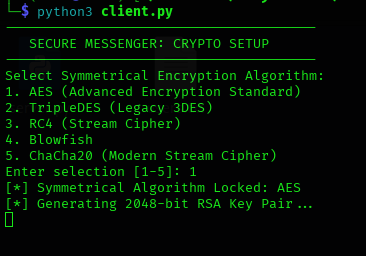 └─$ python3 client.py
SECURE MESSENGER: CRYPTO SETUP
Select Symmetrical Encryption Algorithm:
1. AES (Advanced Encryption Standard)
2. TripleDES (Legacy 3DES)
3. RC4 (Stream Cipher)
4. Blowfish
5. ChaCha20 (Modern Stream Cipher)
Enter selection [1-5]: 1
[*] Symmetrical Algorithm Locked: AES
[*] Generating 2048-bit RSA Key Pair...